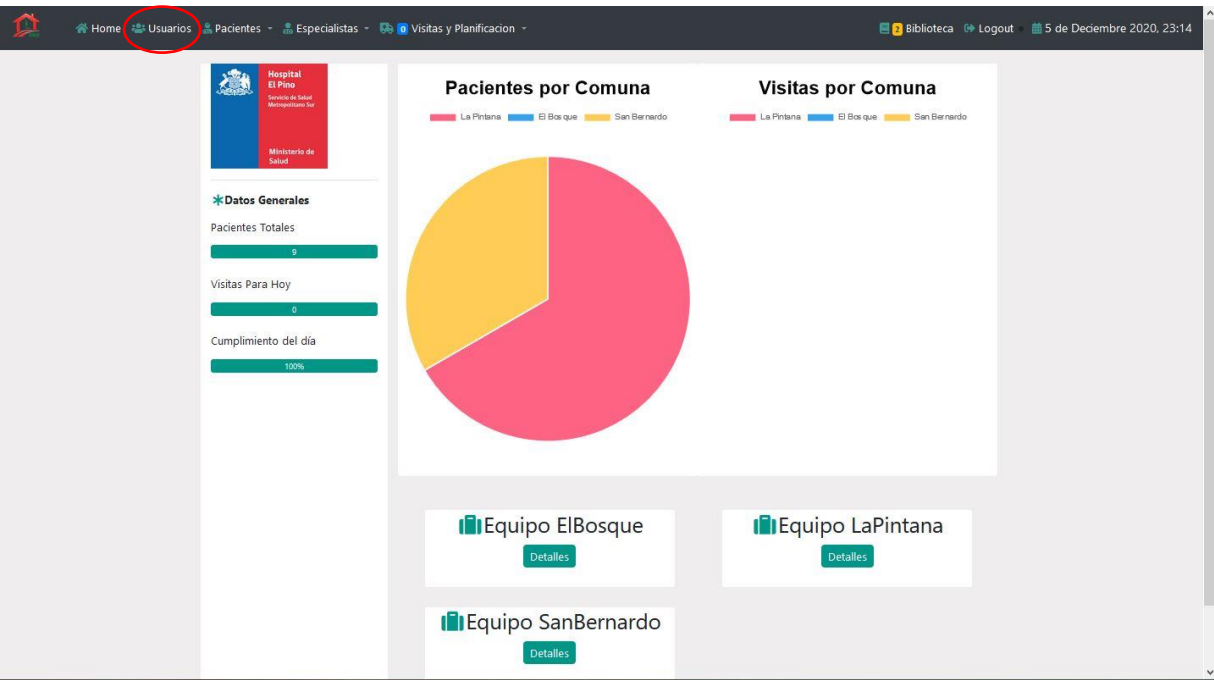 Home Usuarios Pacientes Especialistas 0 Visitas y Planificacion 2 Biblioteca Logout 5 de Deciembre 2020, 23:14
Hospital
El Pino
Servicio de Salud
Metropolitano Sur
Ministerio de
Salud
Datos Generales
Pacientes Totales
9
Visitas Para Hoy
0
Cumplimiento del día
100%
Pacientes por Comuna
La Pintana El Bosque San Bernardo
Visitas por Comuna
La Pintana El Bosque San Bernardo
Equipo ElBosque
Detalles
Equipo LaPintana
Detalles
Equipo SanBernardo
Detalles